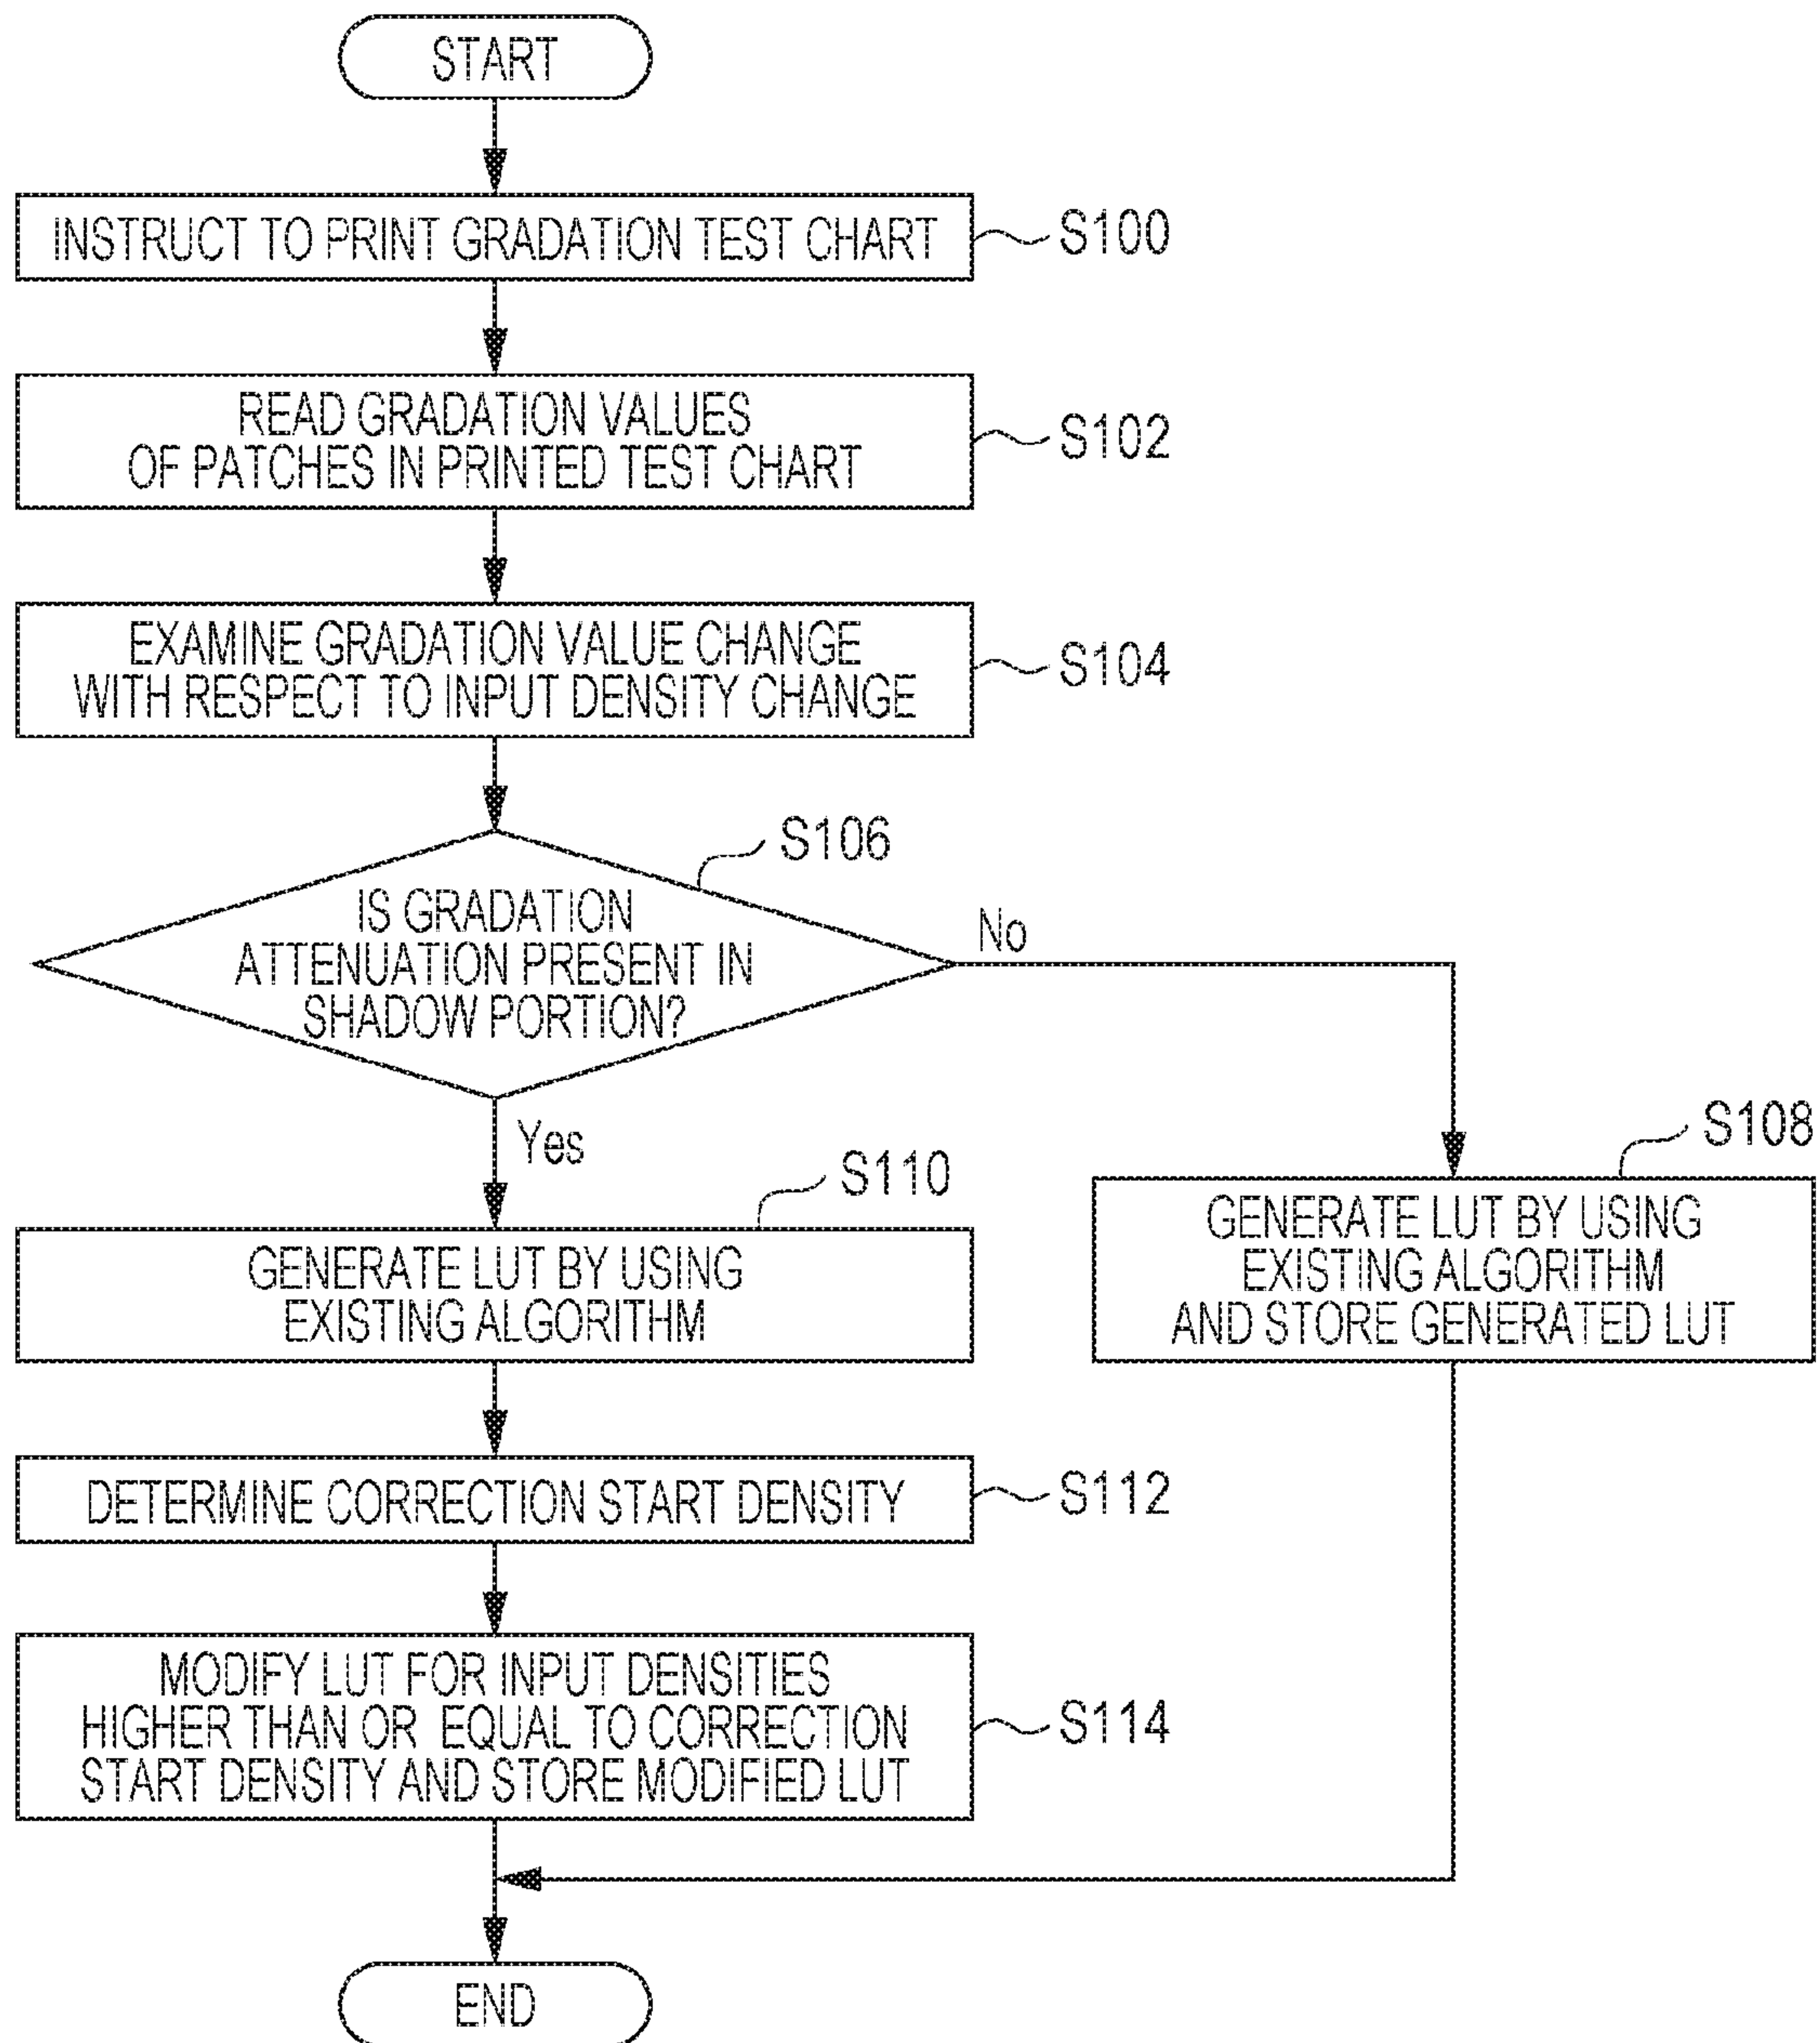 START
INSTRUCT TO PRINT GRADATION TEST CHART
S100
READ GRADATION VALUES
OF PATCHES IN PRINTED TEST CHART
S102
EXAMINE GRADATION VALUE CHANGE
WITH RESPECT TO INPUT DENSITY CHANGE
S104
S106
IS GRADATION
ATTENUATION PRESENT IN
SHADOW PORTION?
No
Yes
S108
GENERATE LUT BY USING
EXISTING ALGORITHM
AND STORE GENERATED LUT
S110
GENERATE LUT BY USING
EXISTING ALGORITHM
DETERMINE CORRECTION START DENSITY
S112
MODIFY LUT FOR INPUT DENSITIES
HIGHER THAN OR EQUAL TO CORRECTION
START DENSITY AND STORE MODIFIED LUT
S114
END